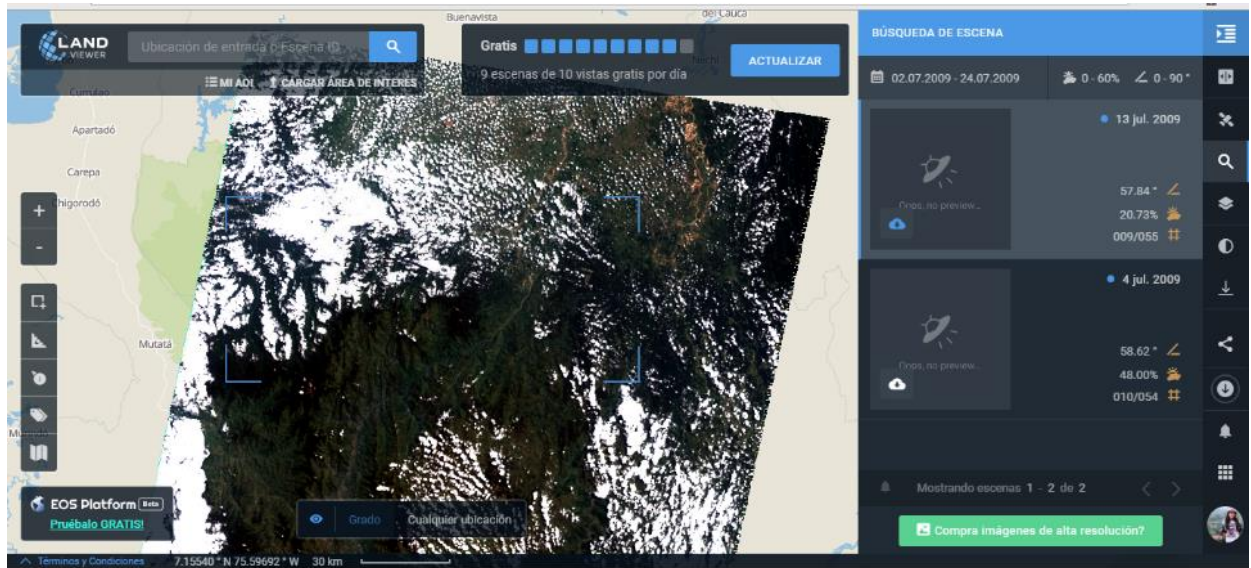 Buenavista
del Cauca
LAND
VIEWER
Ubicación de entrada o Escena ID
MI AOI
CARGAR ÁREA DE INTERES
Gratis
9 escenas de 10 vistas gratis por día
ACTUALIZAR
Nechí
Apartadó
Carepa
Chigorodó
Mutatá
+
-
EOS Platform Beta
Pruébalo GRATIS!
Grado
Cualquier ubicación
Términos y Condiciones
7.15540 ° N 75.59692 ° W
30 km
BÚSQUEDA DE ESCENA
02.07.2009 - 24.07.2009
0 - 60%
0 - 90 °
13 jul. 2009
Oops, no preview...
57.84 °
20.73%
009/055
4 jul. 2009
Oops, no preview...
58.62 °
48.00%
010/054
Mostrando escenas 1 - 2 de 2
Compra imágenes de alta resolución?